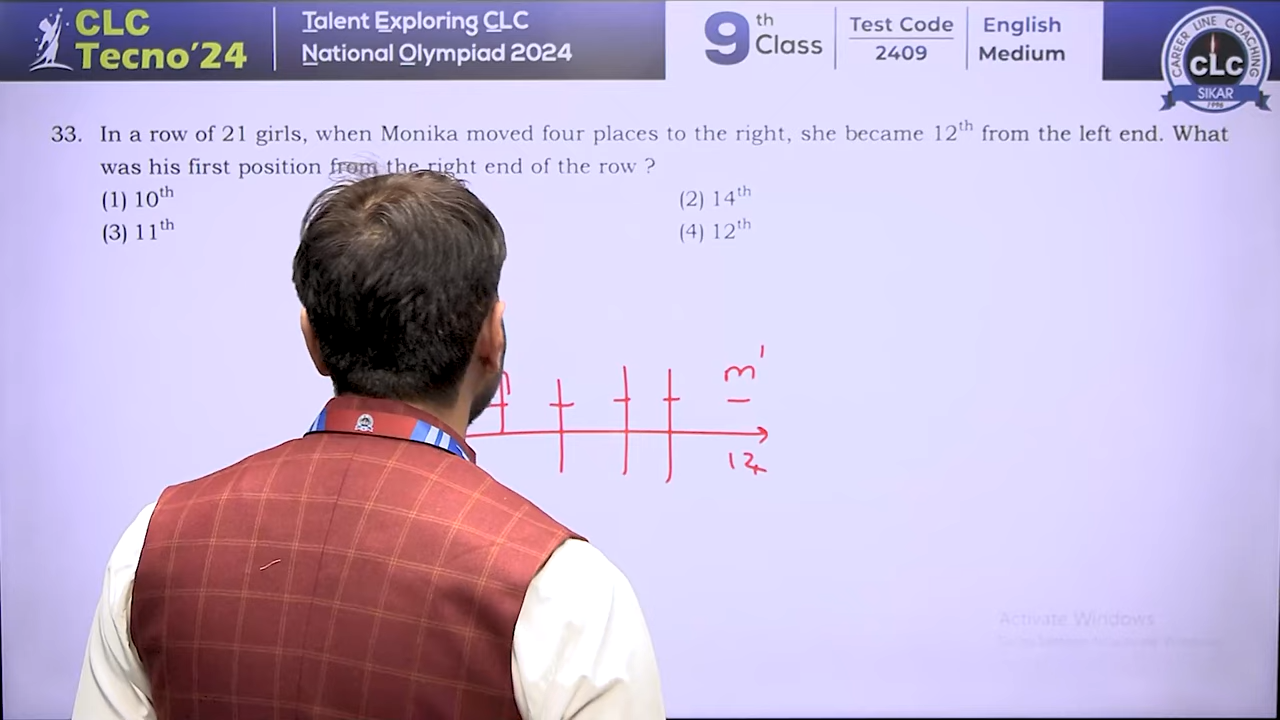 CLC
Tecno'24
Talent Exploring CLC
National Olympiad 2024
9th Class
Test Code
2409
English
Medium
CAREER LINE COACHING
CLC
SIKAR
1996
33. In a row of 21 girls, when Monika moved four places to the right, she became 12th from the left end. What
was his first position from the right end of the row ?
(1) 10th
(2) 14th
(3) 11th
(4) 12th
m'
12
Activate Windows